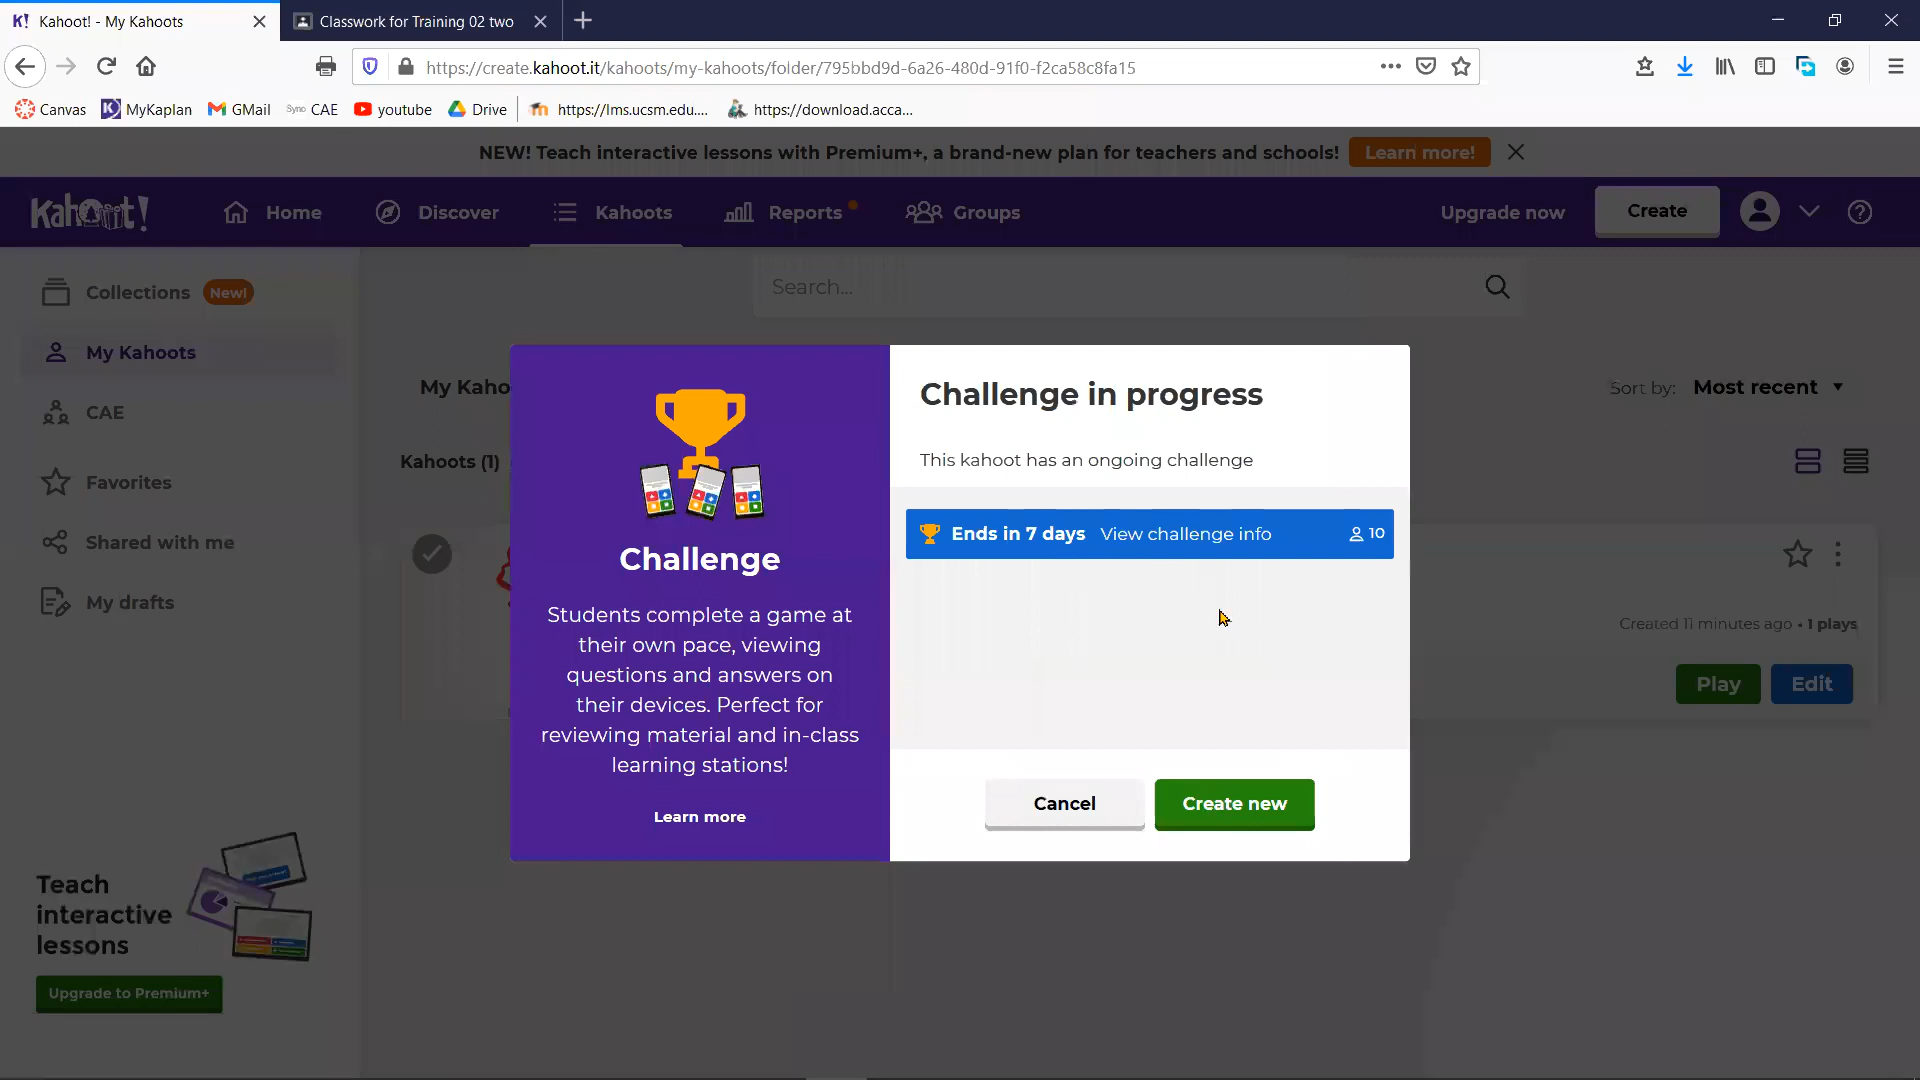 Kahoot! - My Kahoots
Classwork for Training 02 two
https://create.kahoot.it/kahoots/my-kahoots/folder/795bbd9d-6a26-480d-91f0-f2ca58c8fa15
Canvas MyKaplan GMail Sync CAE youtube Drive https://lms.ucsm.edu.... https://download.acca...
NEW! Teach interactive lessons with Premium+, a brand-new plan for teachers and schools! Learn more!
Kahoot! Home Discover Kahoots Reports Groups Upgrade now Create
Collections New!
Search...
My Kahoots
My Kaho
Sort by: Most recent
CAE
Kahoots (1)
Favorites
Shared with me
My drafts
Created 11 minutes ago • 1 plays
Play Edit
Teach
interactive
lessons
Upgrade to Premium+
Challenge
Students complete a game at
their own pace, viewing
questions and answers on
their devices. Perfect for
reviewing material and in-class
learning stations!
Learn more
Challenge in progress
This kahoot has an ongoing challenge
Ends in 7 days View challenge info 10
Cancel Create new